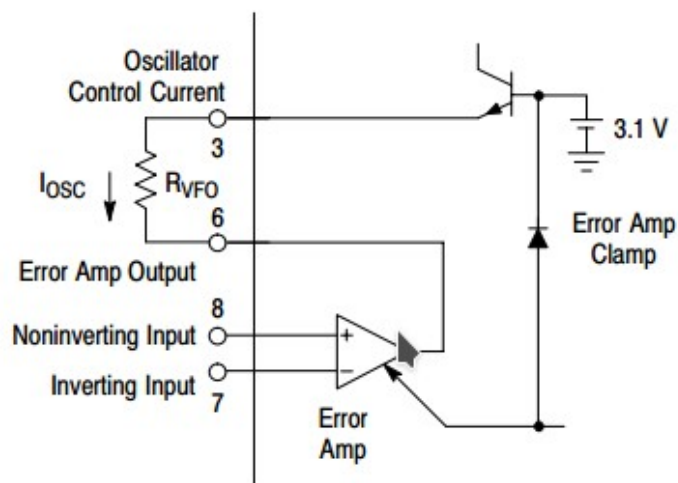 Oscillator
Control Current
3
3.1 V
IOSC
RVFO
6
Error Amp Output
Error Amp
Clamp
8
Noninverting Input
+
Inverting Input
−
7
Error
Amp